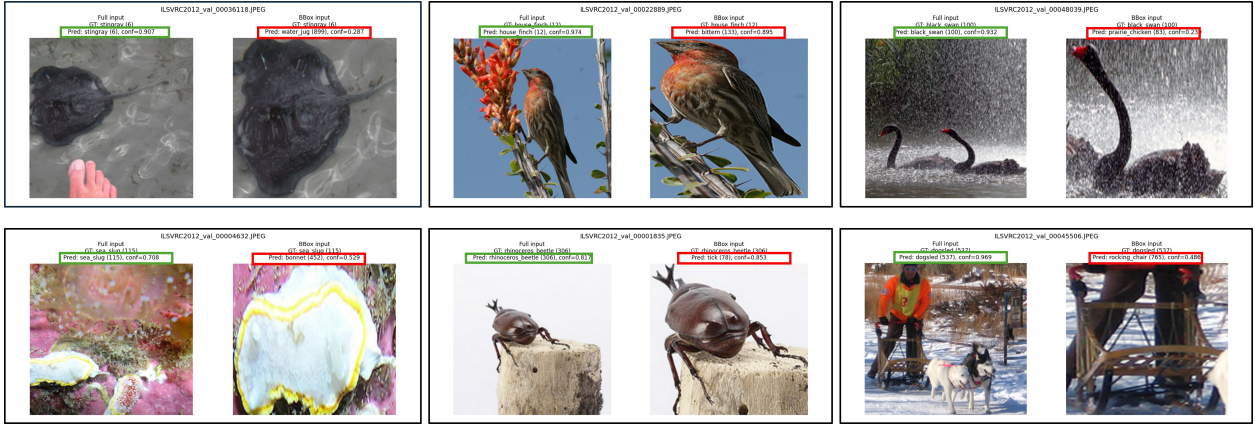 ILSVRC2012_val_00036118.JPEG
Full input
GT: stingray (6)
Pred: stingray (6), conf=0.907
BBox input
GT: stingray (6)
Pred: water_jug (899), conf=0.287
ILSVRC2012_val_00022889.JPEG
Full input
GT: house_finch (12)
Pred: house_finch (12), conf=0.974
BBox input
GT: house_finch (12)
Pred: bittern (133), conf=0.895
ILSVRC2012_val_00048039.JPEG
Full input
GT: black_swan (100)
Pred: black_swan (100), conf=0.932
BBox input
GT: black_swan (100)
Pred: prairie_chicken (83), conf=0.23
ILSVRC2012_val_00004632.JPEG
Full input
GT: sea_slug (115)
Pred: sea_slug (115), conf=0.708
BBox input
GT: sea_slug (115)
Pred: bonnet (452), conf=0.529
ILSVRC2012_val_00001835.JPEG
Full input
GT: rhinoceros_beetle (306)
Pred: rhinoceros_beetle (306), conf=0.817
BBox input
GT: rhinoceros_beetle (306)
Pred: tick (78), conf=0.853
ILSVRC2012_val_00045506.JPEG
Full input
GT: dogsled (537)
Pred: dogsled (537), conf=0.969
BBox input
GT: dogsled (537)
Pred: rocking_chair (765), conf=0.486